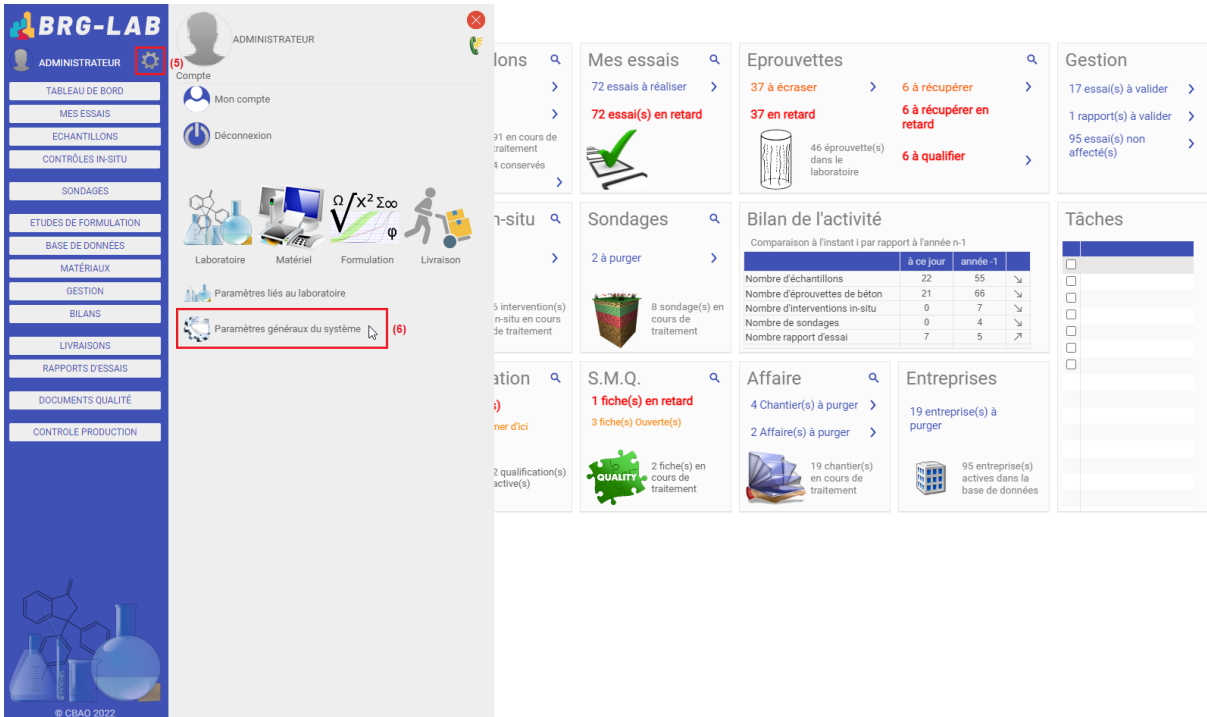 BRG-LAB
ADMINISTRATEUR
(5)
TABLEAU DE BORD
MES ESSAIS
ECHANTILLONS
CONTRÔLES IN-SITU
SONDAGES
ETUDES DE FORMULATION
BASE DE DONNÉES
MATÉRIAUX
GESTION
BILANS
LIVRAISONS
RAPPORTS D'ESSAIS
DOCUMENTS QUALITÉ
CONTROLE PRODUCTION
© CBAO 2022
ADMINISTRATEUR
Compte
Mon compte
Déconnexion
Ω
√x² Σ∞
φ
Laboratoire Matériel Formulation Livraison
Paramètres liés au laboratoire
Paramètres généraux du système
(6)
lons
91 en cours de
traitement
4 conservés
Mes essais
72 essais à réaliser
72 essai(s) en retard
Eprouvettes
37 à écraser
37 en retard
46 éprouvette(s)
dans le
laboratoire
6 à récupérer
6 à récupérer en
retard
6 à qualifier
Gestion
17 essai(s) à valider
1 rapport(s) à valider
95 essai(s) non
affecté(s)
n-situ
6 intervention(s)
n-situ en cours
de traitement
Sondages
2 à purger
8 sondage(s) en
cours de
traitement
Bilan de l'activité
Comparaison à l'instant i par rapport à l'année n-1
à ce jour année -1
Nombre d'échantillons 22 55
Nombre d'éprouvettes de béton 21 66
Nombre d'interventions in-situ 0 7
Nombre de sondages 0 4
Nombre rapport d'essai 7 5
Tâches
ation
s)
mer d'ici
2 qualification(s)
active(s)
S.M.Q.
1 fiche(s) en retard
3 fiche(s) Ouverte(s)
QUALITY
2 fiche(s) en
cours de
traitement
Affaire
4 Chantier(s) à purger
2 Affaire(s) à purger
19 chantier(s)
en cours de
traitement
Entreprises
19 entreprise(s) à
purger
95 entreprise(s)
actives dans la
base de données